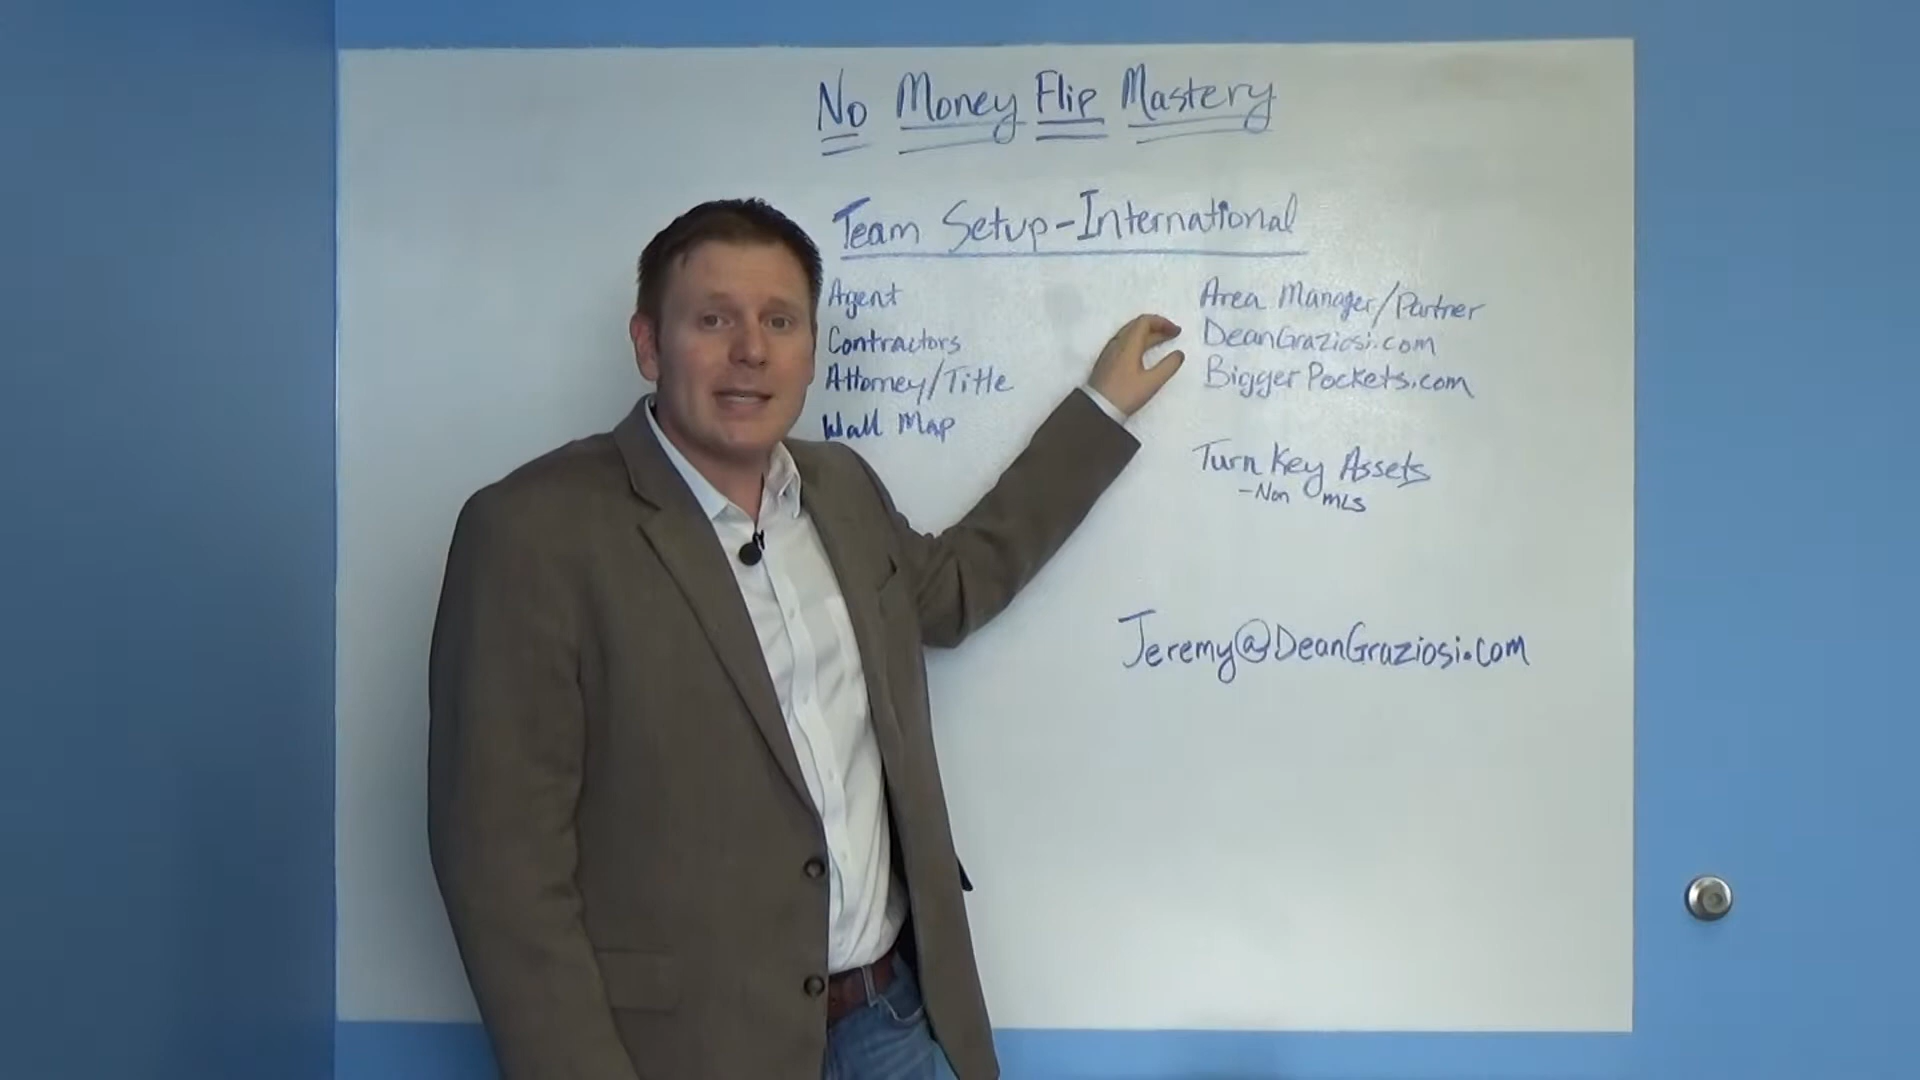 No Money Flip Mastery
Team Setup-International
Agent
Contractors
Attorney/Title
Wall Map
Area Manager/Partner
DeanGraziosi.com
BiggerPockets.com
Turn Key Assets
-Non MLS
Jeremy@DeanGraziosi.com